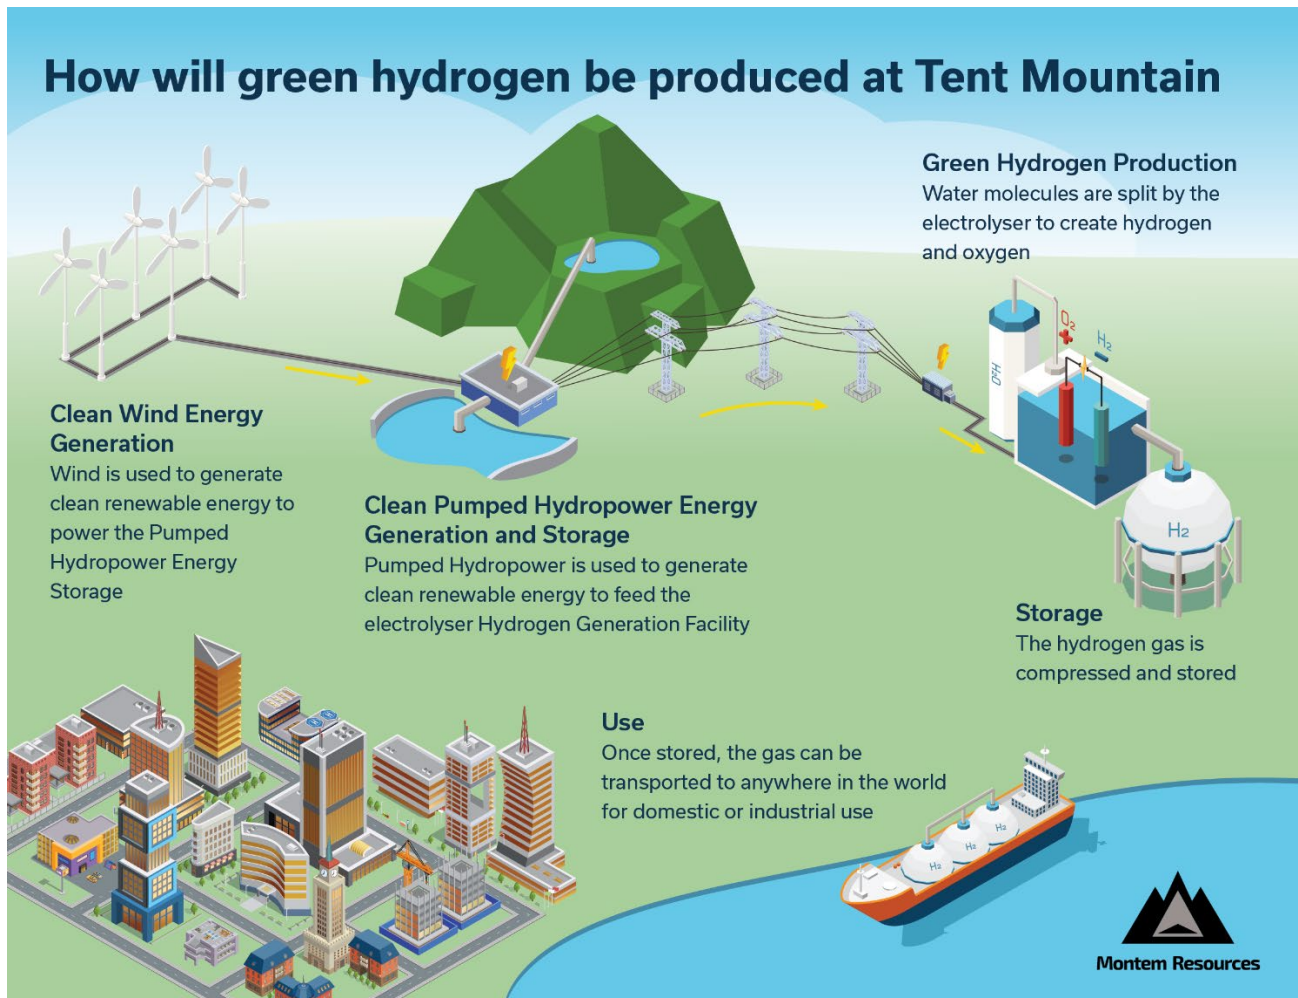 How will green hydrogen be produced at Tent Mountain
Green Hydrogen Production
Water molecules are split by the
electrolyser to create hydrogen
and oxygen
O₂
H₂
H₂O
Clean Wind Energy
Generation
Wind is used to generate
clean renewable energy to
power the Pumped
Hydropower Energy
Storage
Clean Pumped Hydropower Energy
Generation and Storage
Pumped Hydropower is used to generate
clean renewable energy to feed the
electrolyser Hydrogen Generation Facility
H₂
Storage
The hydrogen gas is
compressed and stored
Use
Once stored, the gas can be
transported to anywhere in the world
for domestic or industrial use
H₂
H₂
H₂
Montem Resources